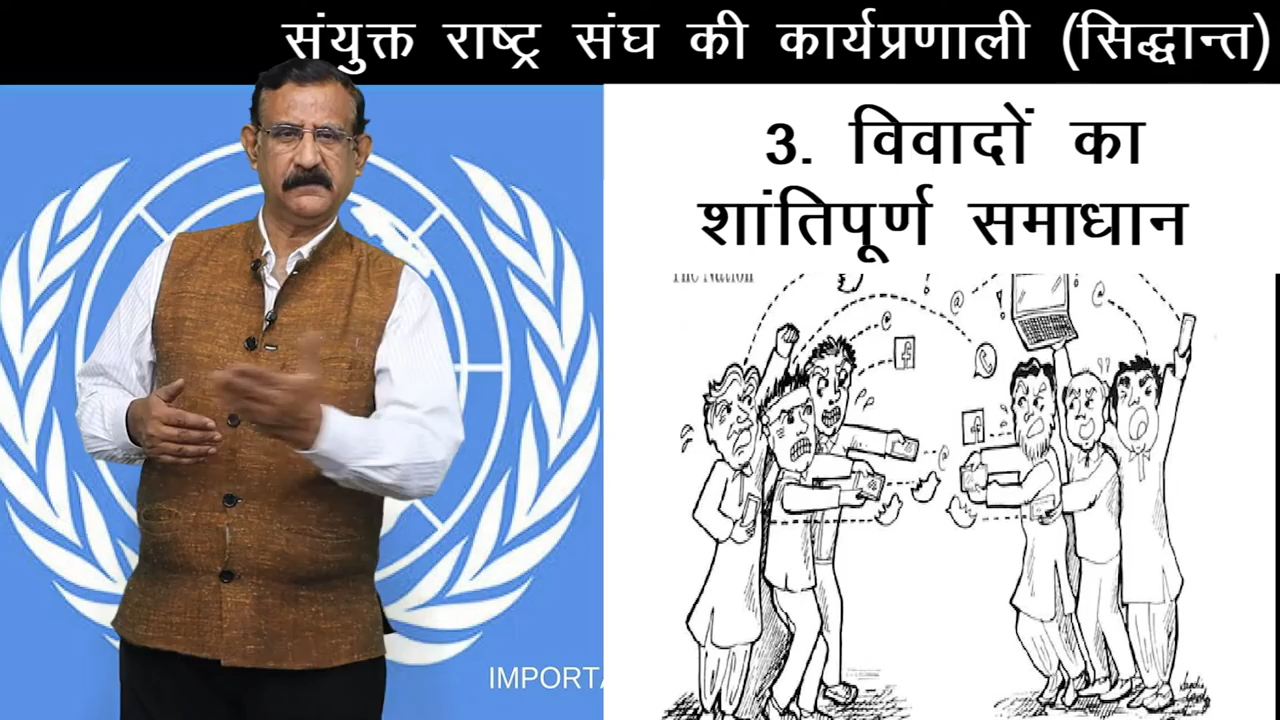 संयुक्त राष्ट्र संघ की कार्यप्रणाली (सिद्धान्त)
3. विवादों का
शांतिपूर्ण समाधान
The Nation
IMPORTA